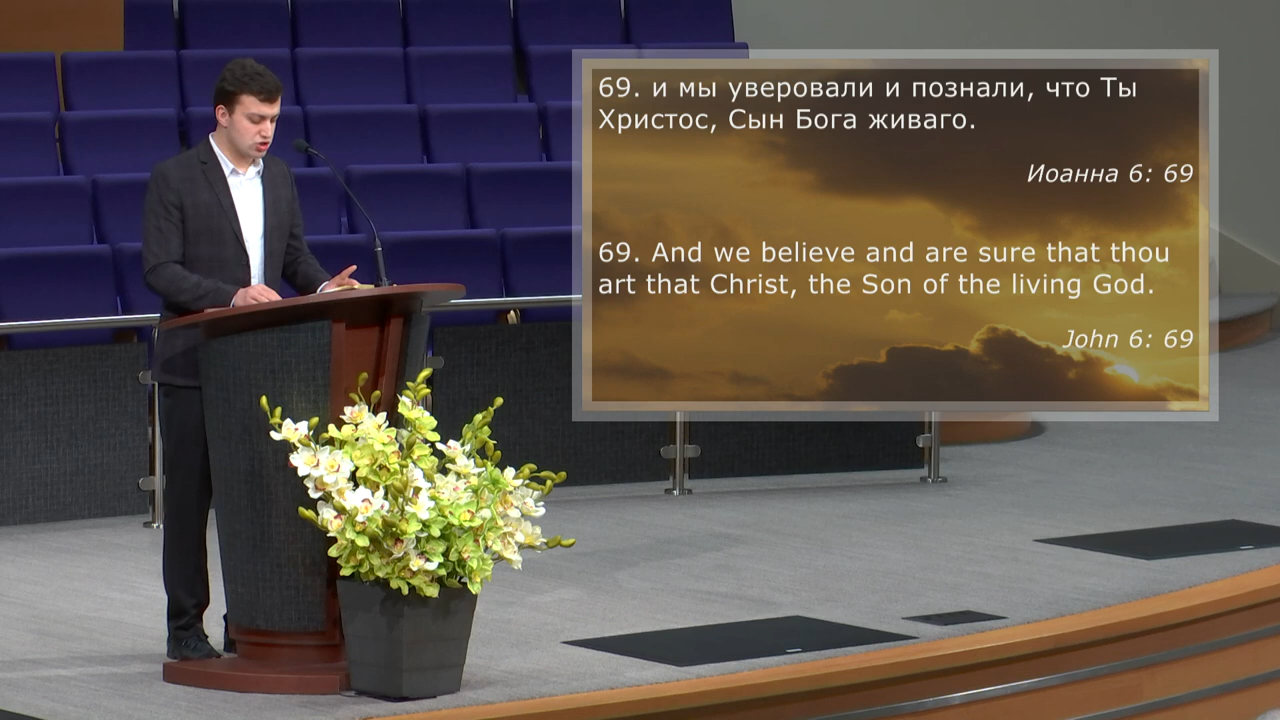 69. и мы уверовали и познали, что Ты
Христос, Сын Бога живаго.
Иоанна 6: 69
69. And we believe and are sure that thou
art that Christ, the Son of the living God.
John 6: 69